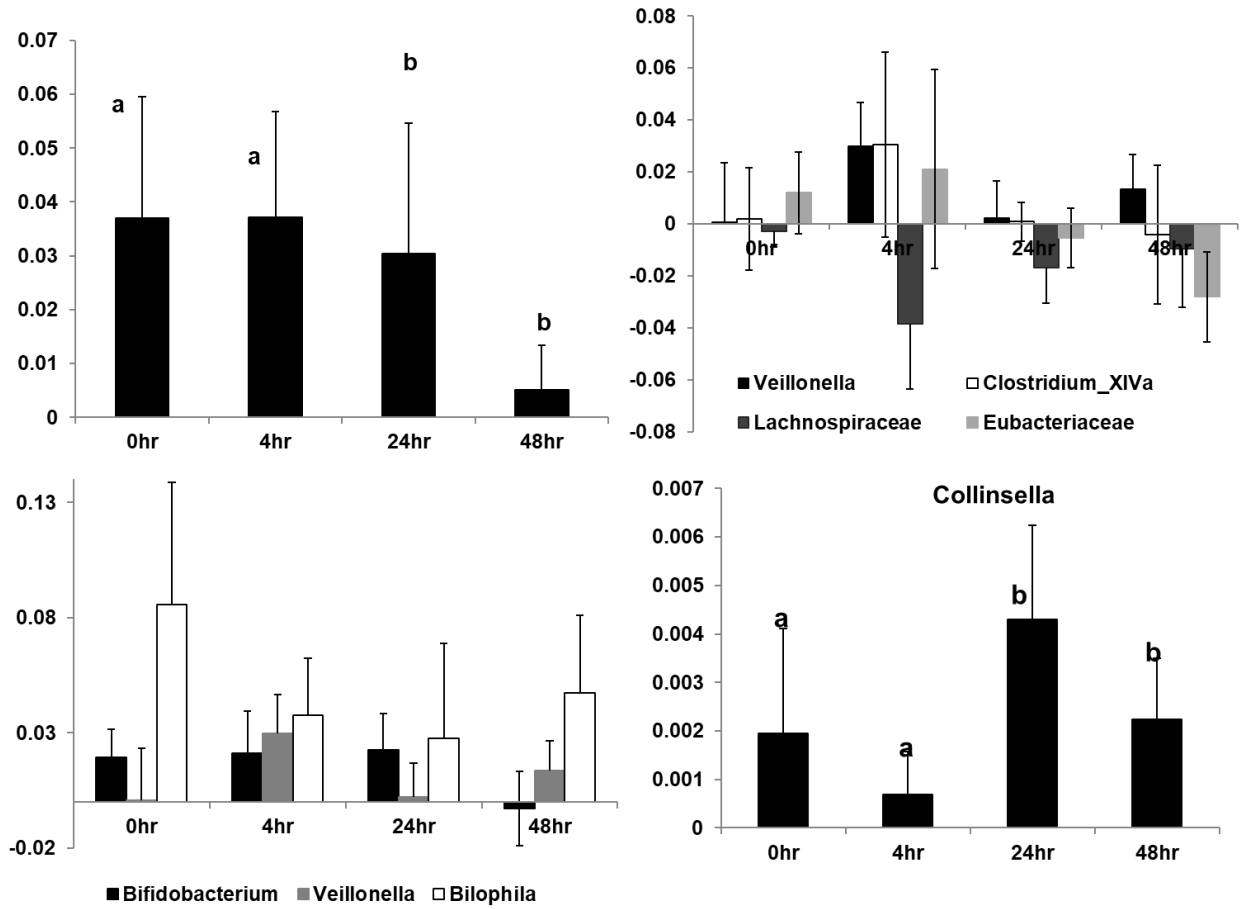 0.07
0.06
0.05
0.04
0.03
0.02
0.01
0
a
a
b
b
0hr 4hr 24hr 48hr
0.08
0.06
0.04
0.02
0
-0.02
-0.04
-0.06
-0.08
0hr 4hr 24hr 48hr
Veillonella Clostridium_XIVa
Lachnospiraceae Eubacteriaceae
0.13
0.08
0.03
-0.02
0hr 4hr 24hr 48hr
Bifidobacterium Veillonella Bilophila
Collinsella
0.007
0.006
0.005
0.004
0.003
0.002
0.001
0
a
a
b
b
0hr 4hr 24hr 48hr